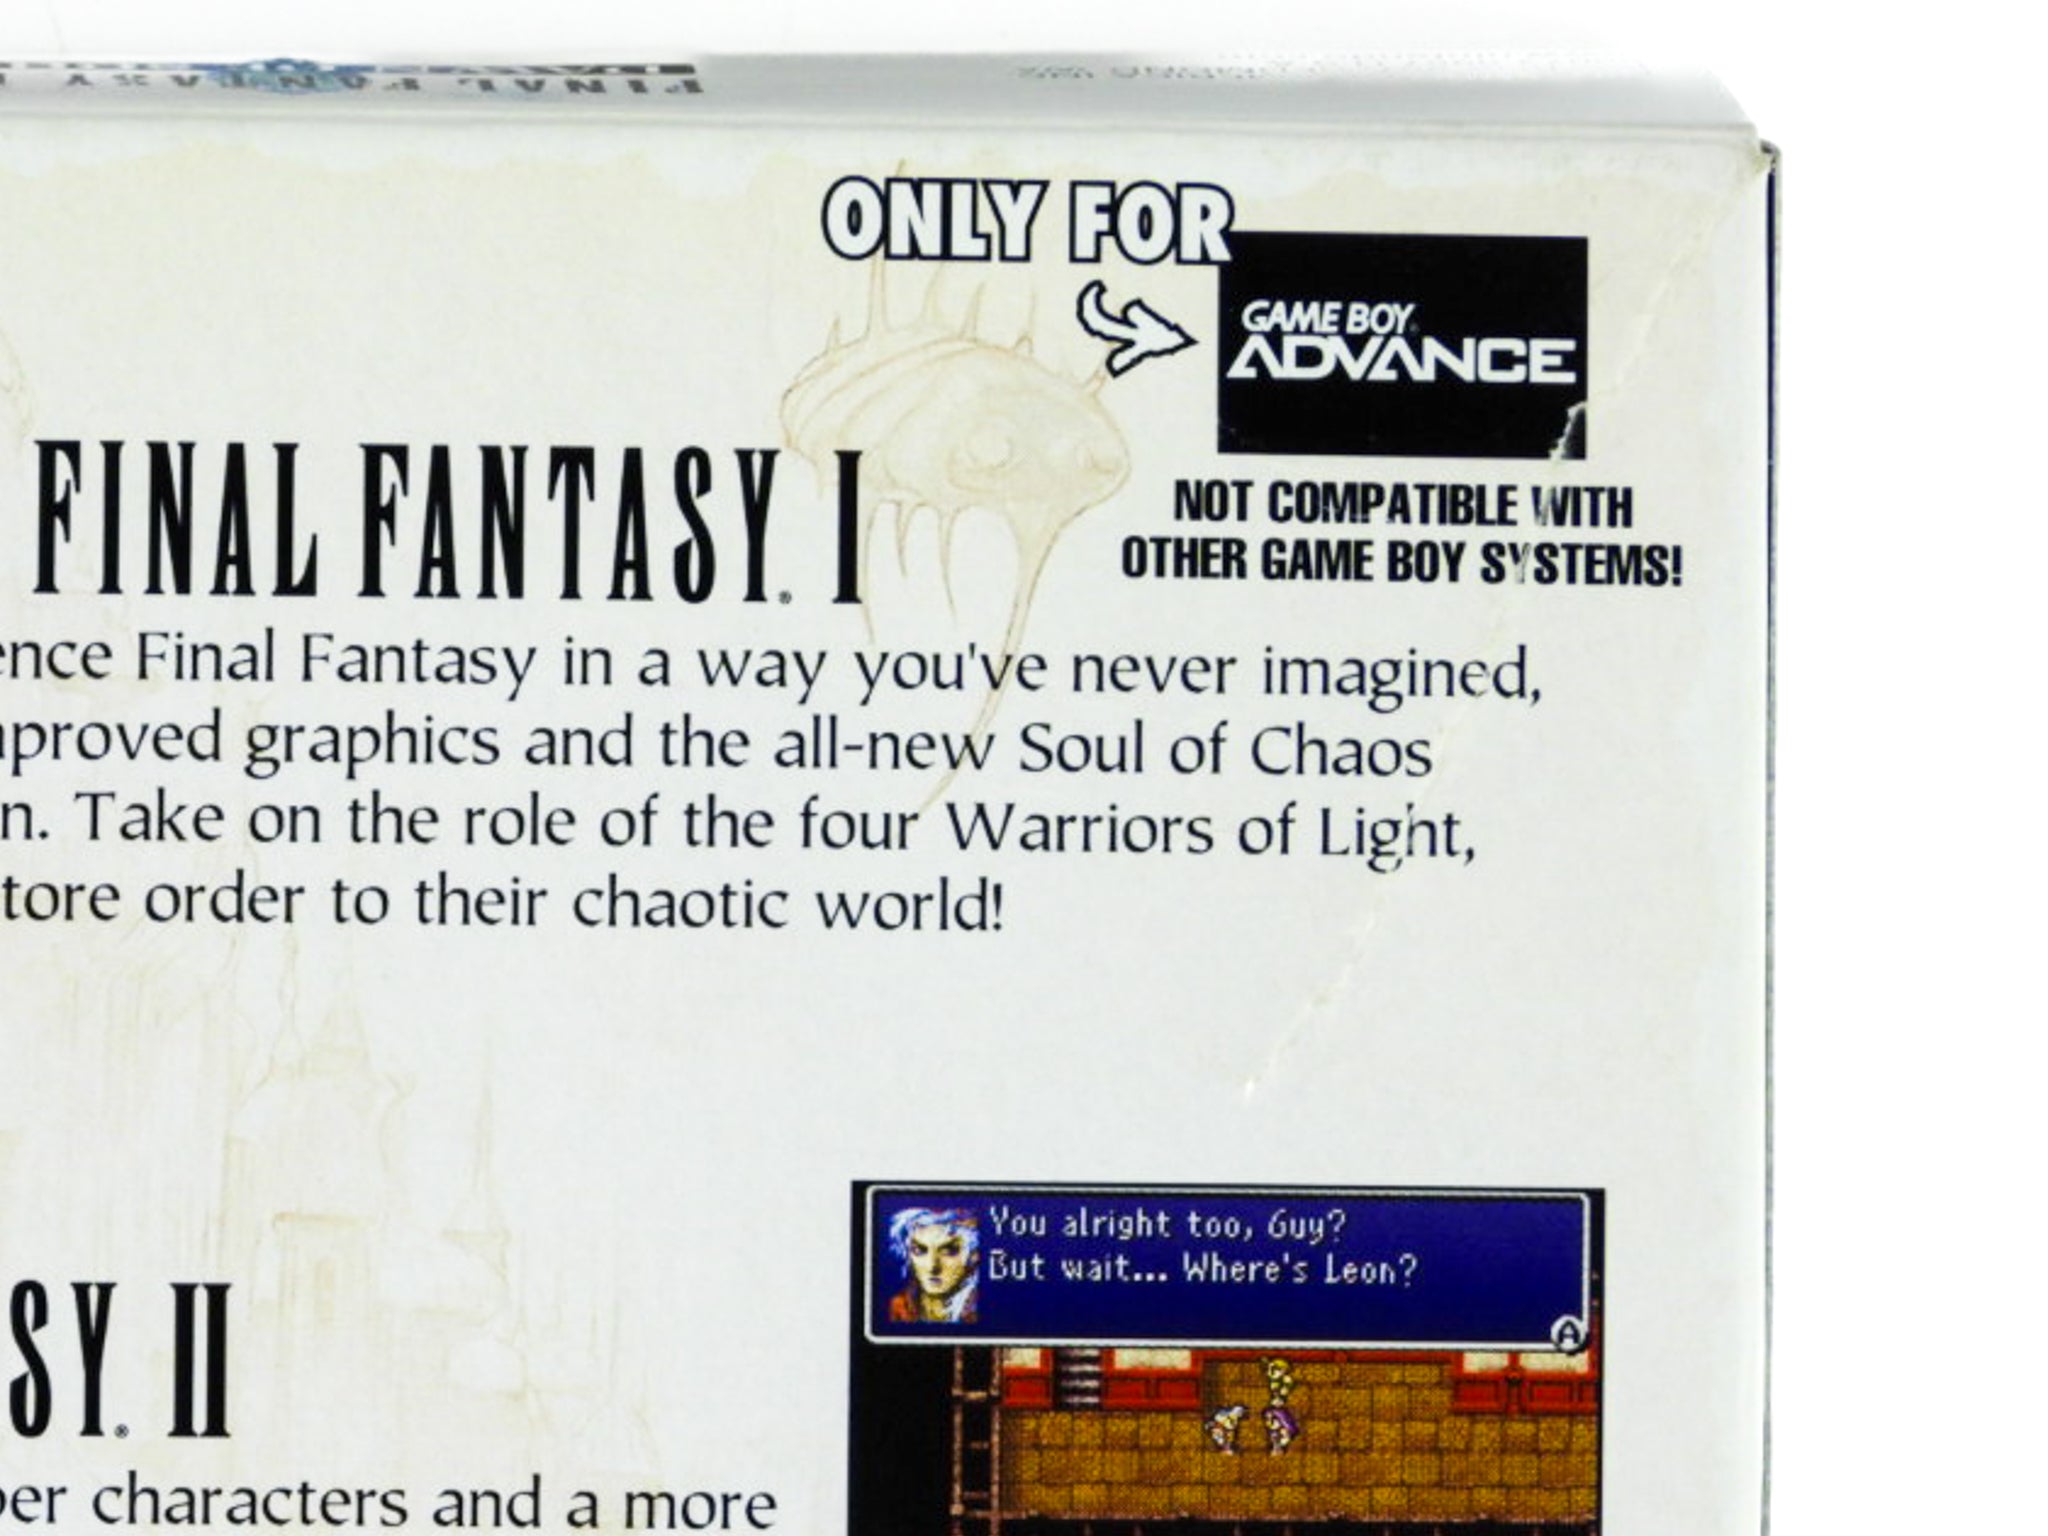 FINAL FANTASY
ONLY FOR
GAME BOY
ADVANCE
NOT COMPATIBLE WITH
OTHER GAME BOY SYSTEMS!
FINAL FANTASY® I
ence Final Fantasy in a way you've never imagined,
proved graphics and the all-new Soul of Chaos
n. Take on the role of the four Warriors of Light,
tore order to their chaotic world!
You alright too, Guy?
But wait... Where's Leon?
A
SY® II
per characters and a more